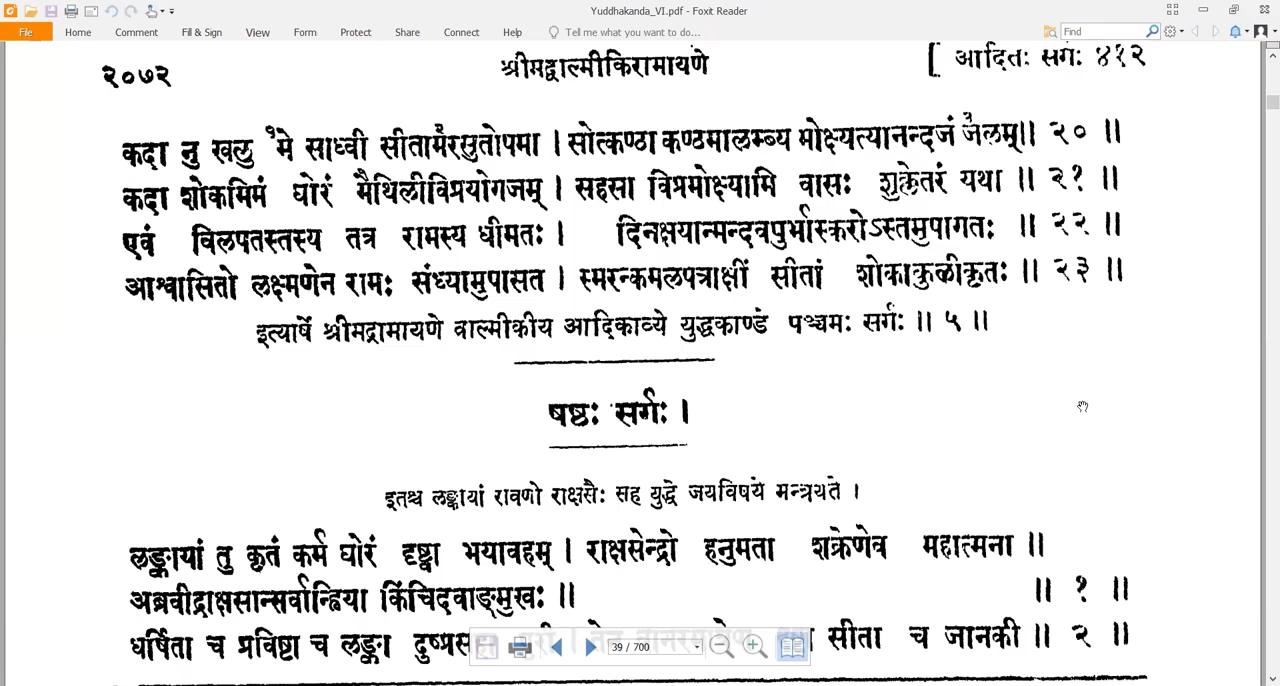 Yuddhakanda_VI.pdf - Foxit Reader
File Home Comment Fill & Sign View Form Protect Share Connect Help Tell me what you want to do... Find
२०७२ श्रीमद्वाल्मीकिरामायणे [ आदितः सर्गः ४१२
कदा नु खलु मे साध्वी सीतामरसुतोपमा । सोत्कण्ठा कण्ठमालम्ब्य मोक्ष्यत्यानन्दजं जलम् ॥ २० ॥
कदा शोकमिमं घोरं मैथिलीविप्रयोगजम् । सहसा विप्रमोक्ष्यामि वासः शुक्लेतरं यथा ॥ २१ ॥
एवं विलपतस्तस्य तत्र रामस्य धीमतः । दिनक्षयान्मन्दवपुर्भास्करोऽस्तमुपागतः ॥ २२ ॥
आश्वासितो लक्ष्मणेन रामः संध्यामुपासत । स्मरन्कमलपत्राक्षीं सीतां शोकाकुलीकृतः ॥ २३ ॥
इत्यार्षे श्रीमद्रामायणे वाल्मीकीय आदिकाव्ये युद्धकाण्डे पञ्चमः सर्गः ॥ ५ ॥
षष्ठः सर्गः ।
इतश्च लङ्कायां रावणो राक्षसैः सह युद्धे जयविषये मन्त्रयते ।
लङ्कायां तु कृतं कर्म घोरं दृष्ट्वा भयावहम् । राक्षसेन्द्रो हनुमता शक्रेणेव महात्मना ॥
अब्रवीद्राक्षसान्सर्वान्ह्रिया किंचिदवाङ्मुखः ॥ ॥ १ ॥
धर्षिता च प्रविष्टा च लङ्का सीता च जानकी ॥ २ ॥
39 / 700